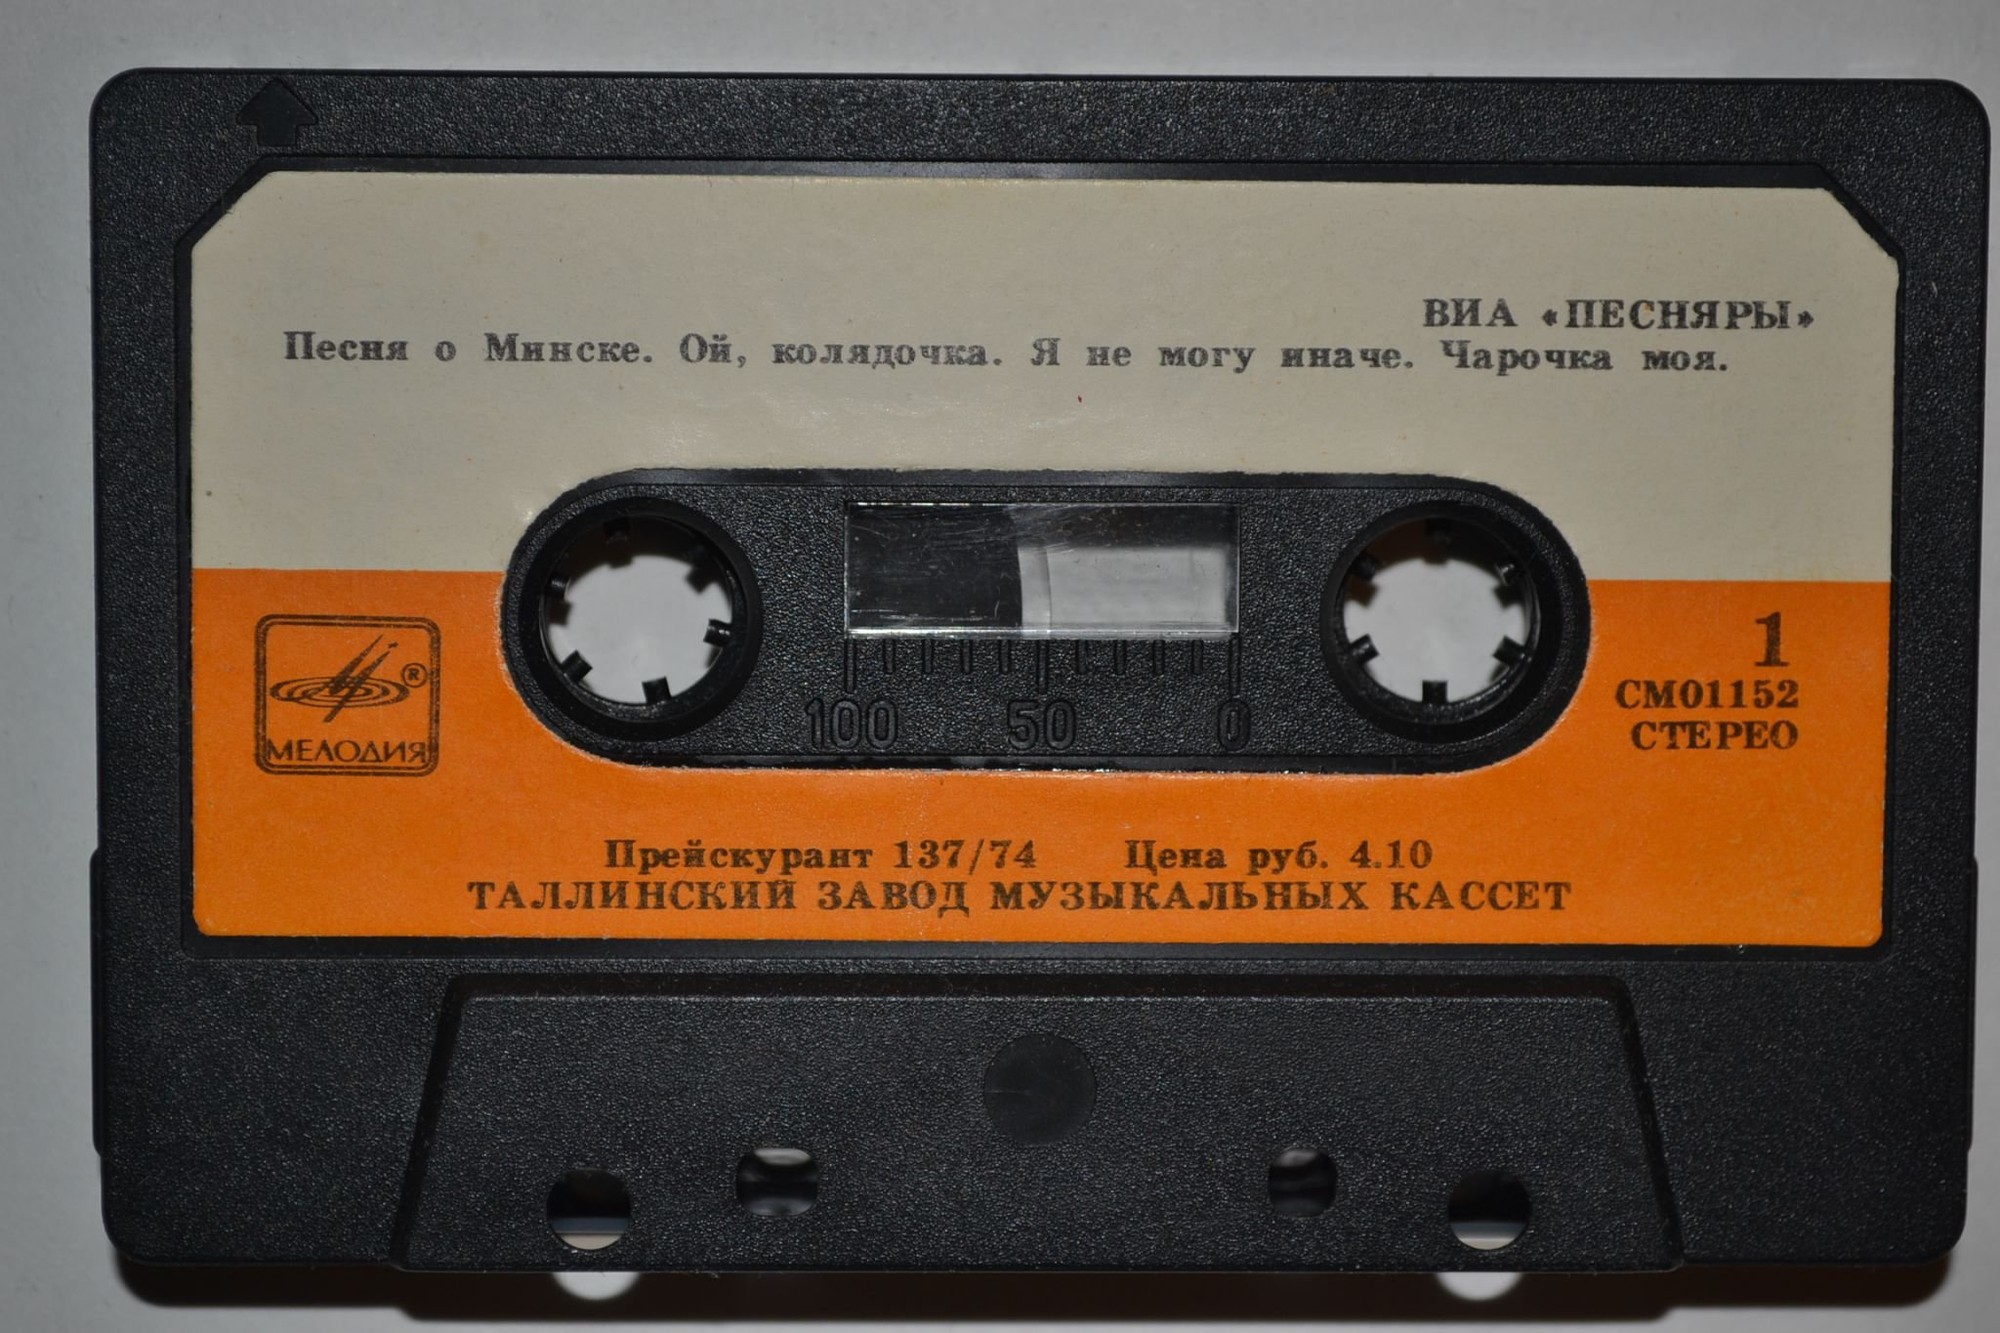 ВИА «ПЕСНЯРЫ»
Песня о Минске. Ой, колядочка. Я не могу иначе. Чарочка моя.
1
СМ01152
СТЕРЕО
®
МЕЛОДИЯ
100 50 0
Прейскурант 137/74 Цена руб. 4.10
ТАЛЛИНСКИЙ ЗАВОД МУЗЫКАЛЬНЫХ КАССЕТ